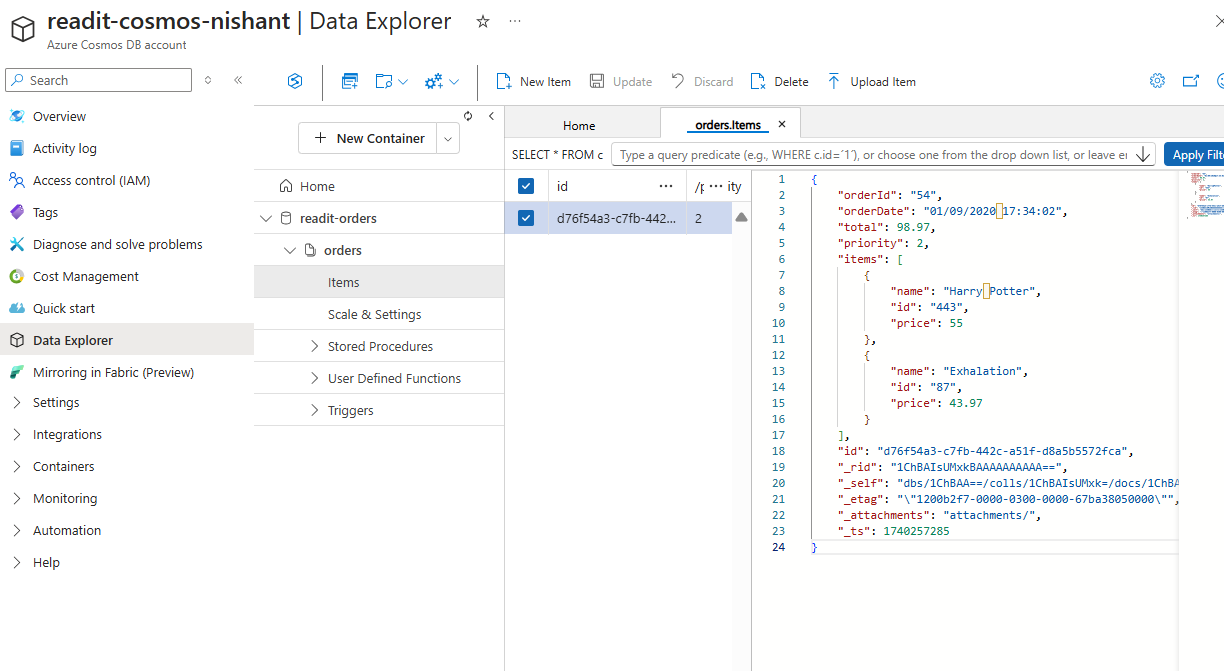 readit-cosmos-nishant | Data Explorer
Azure Cosmos DB account
Search
Overview
Activity log
Access control (IAM)
Tags
Diagnose and solve problems
Cost Management
Quick start
Data Explorer
Mirroring in Fabric (Preview)
Settings
Integrations
Containers
Monitoring
Automation
Help
New Item
Update
Discard
Delete
Upload Item
New Container
Home
readit-orders
orders
Items
Scale & Settings
Stored Procedures
User Defined Functions
Triggers
Home
orders.Items
SELECT * FROM c
Type a query predicate (e.g., WHERE c.id=´1´), or choose one from the drop down list, or leave
Apply
id ... ... ity
d76f54a3-c7fb-442... 2
1 {
2 "orderId": "54",
3 "orderDate": "01/09/2020 17:34:02",
4 "total": 98.97,
5 "priority": 2,
6 "items": [
7 {
8 "name": "Harry Potter",
9 "id": "443",
10 "price": 55
11 },
12 {
13 "name": "Exhalation",
14 "id": "87",
15 "price": 43.97
16 }
17 ],
18 "id": "d76f54a3-c7fb-442c-a51f-d8a5b5572fca",
19 "_rid": "1ChBAIsUMxkBAAAAAAAAAA==",
20 "_self": "dbs/1ChBAA==/colls/1ChBAIsUMxk=/docs/1ChBA
21 "_etag": "\"1200b2f7-0000-0300-0000-67ba38050000\"",
22 "_attachments": "attachments/",
23 "_ts": 1740257285
24 }